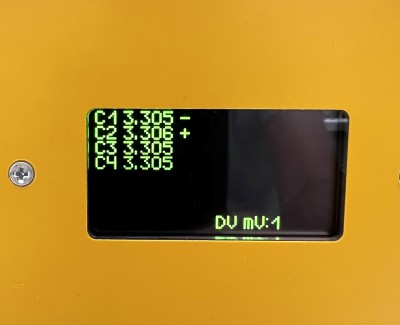 C1 3.305 -
C2 3.306 +
C3 3.305
C4 3.305
DV mV:1